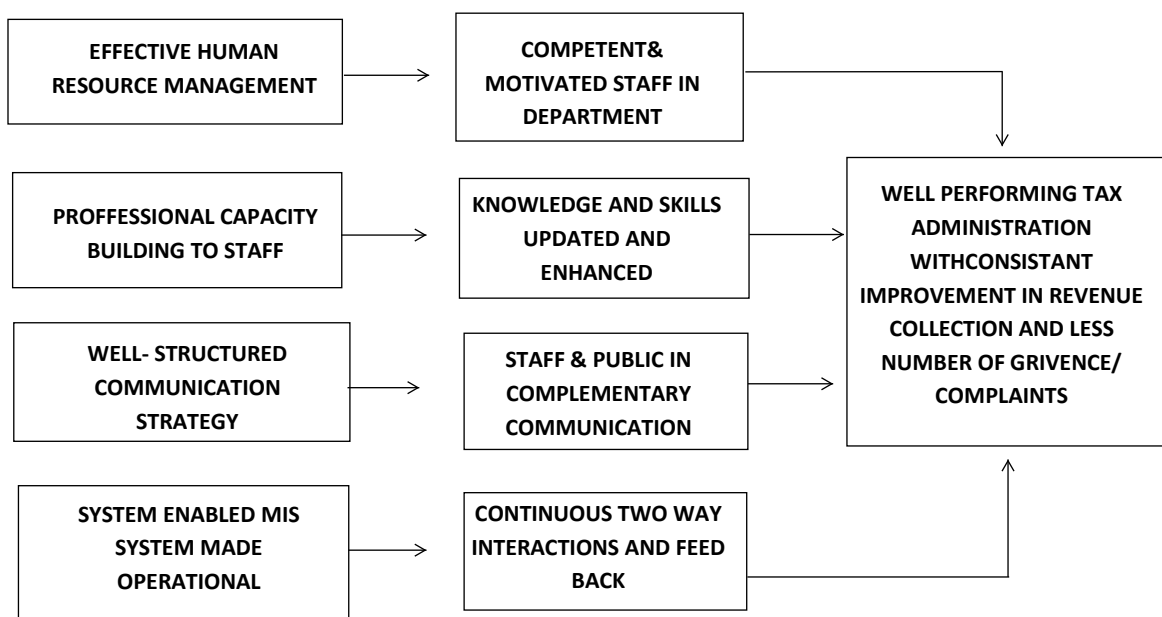 EFFECTIVE HUMAN
RESOURCE MANAGEMENT
COMPETENT&
MOTIVATED STAFF IN
DEPARTMENT
PROFFESSIONAL CAPACITY
BUILDING TO STAFF
KNOWLEDGE AND SKILLS
UPDATED AND
ENHANCED
WELL PERFORMING TAX
ADMINISTRATION
WITHCONSISTANT
IMPROVEMENT IN REVENUE
COLLECTION AND LESS
NUMBER OF GRIVENCE/
COMPLAINTS
WELL- STRUCTURED
COMMUNICATION
STRATEGY
STAFF & PUBLIC IN
COMPLEMENTARY
COMMUNICATION
SYSTEM ENABLED MIS
SYSTEM MADE
OPERATIONAL
CONTINUOUS TWO WAY
INTERACTIONS AND FEED
BACK